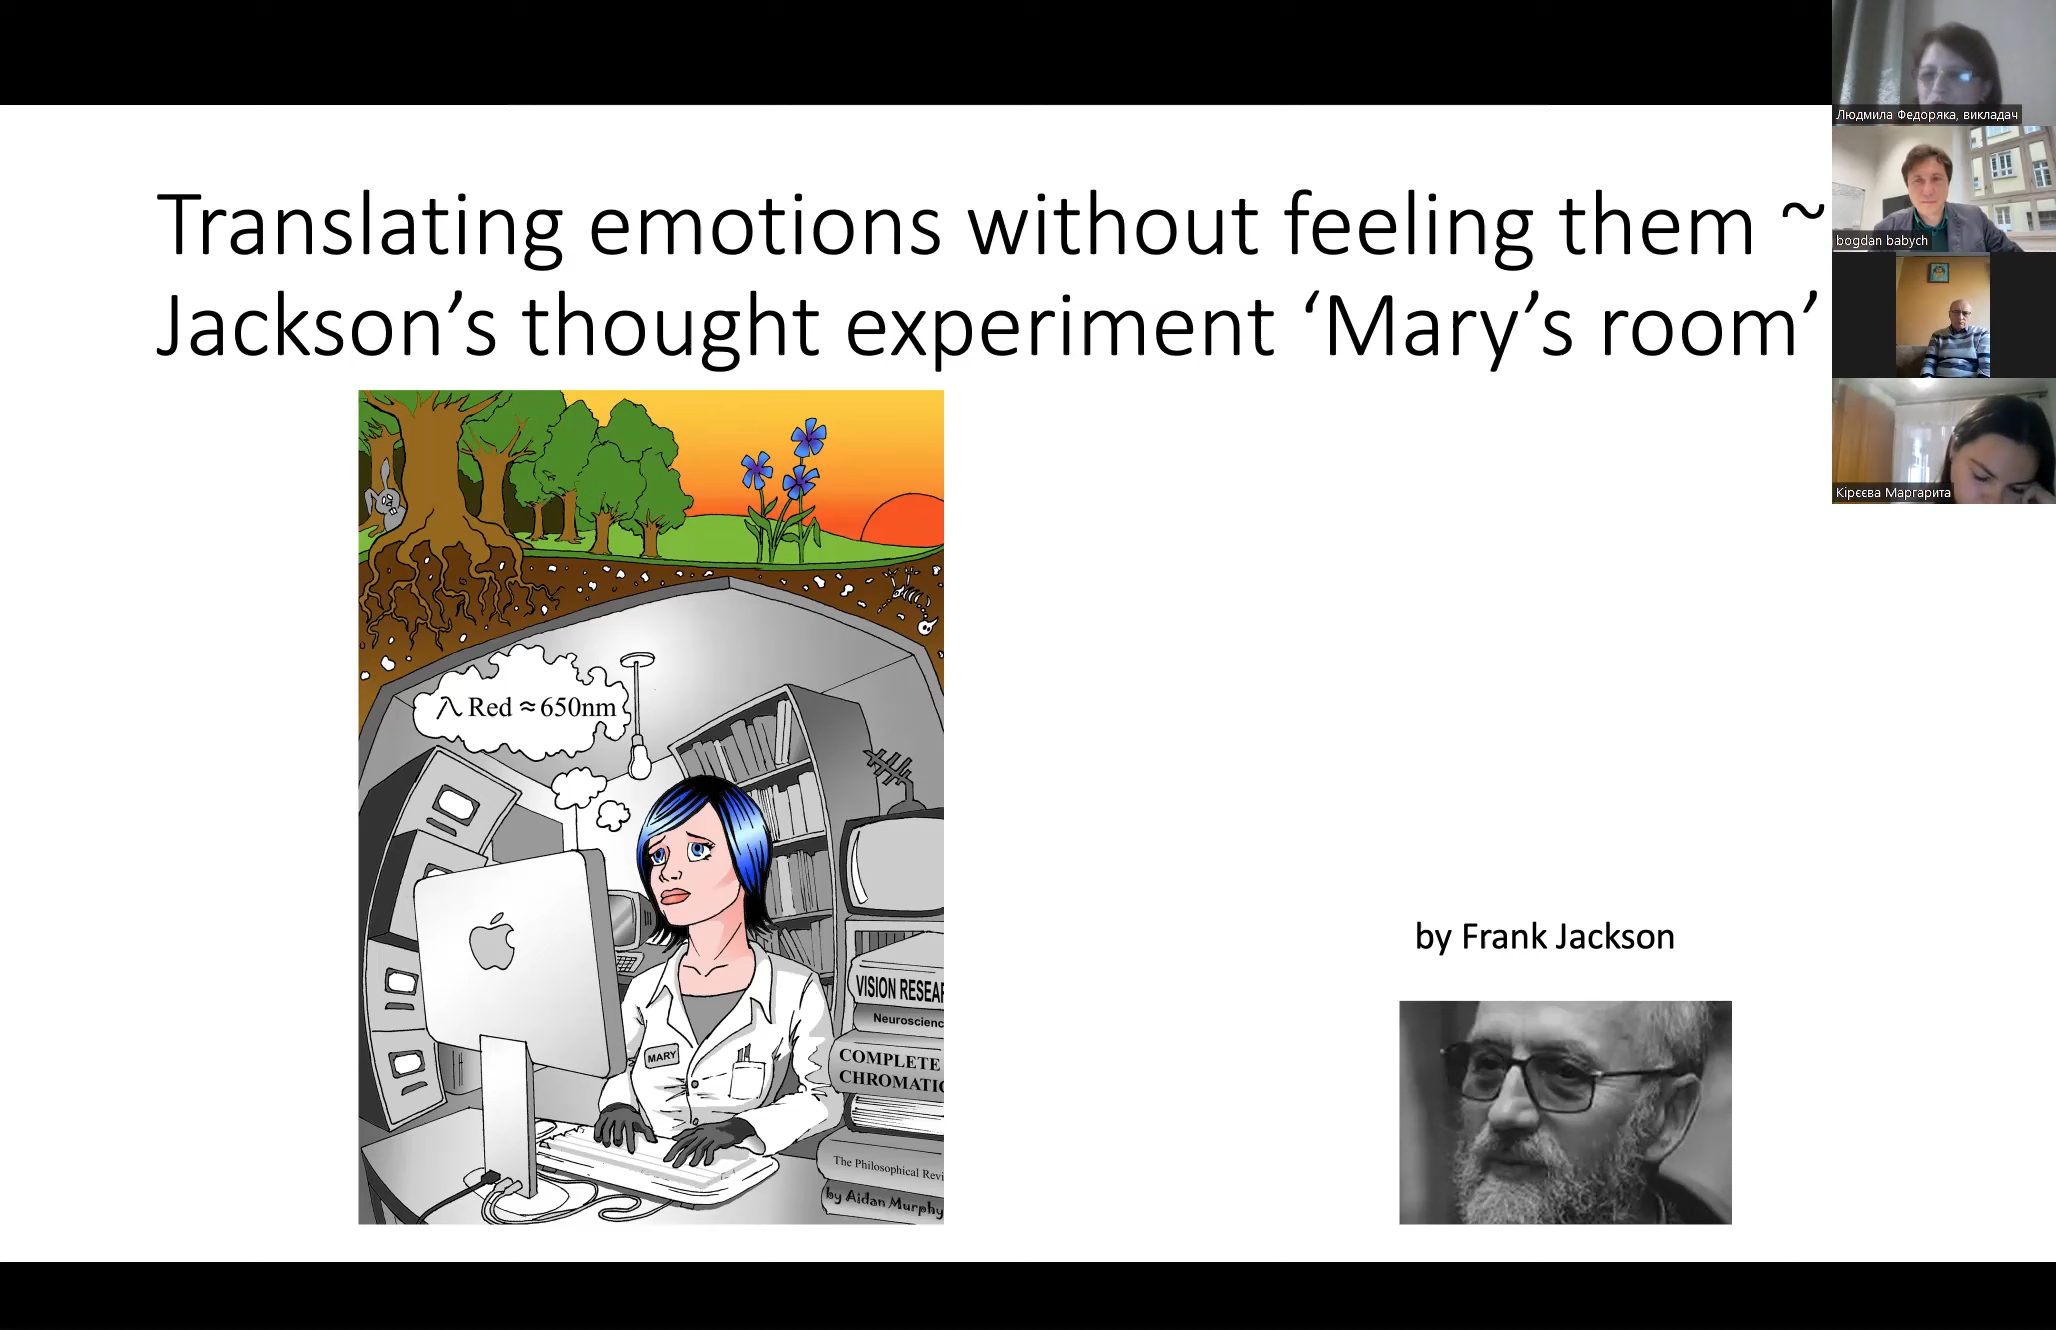 Translating emotions without feeling them ~
Jackson’s thought experiment ‘Mary’s room’
λ Red ≈650nm
MARY
VISION RESEAR
Neuroscienc
COMPLETE
CHROMATIC
The Philosophical Revi
by Aidan Murphy
by Frank Jackson
Людмила Федоряка, викладач
bogdan babych
Кірєєва Маргарита